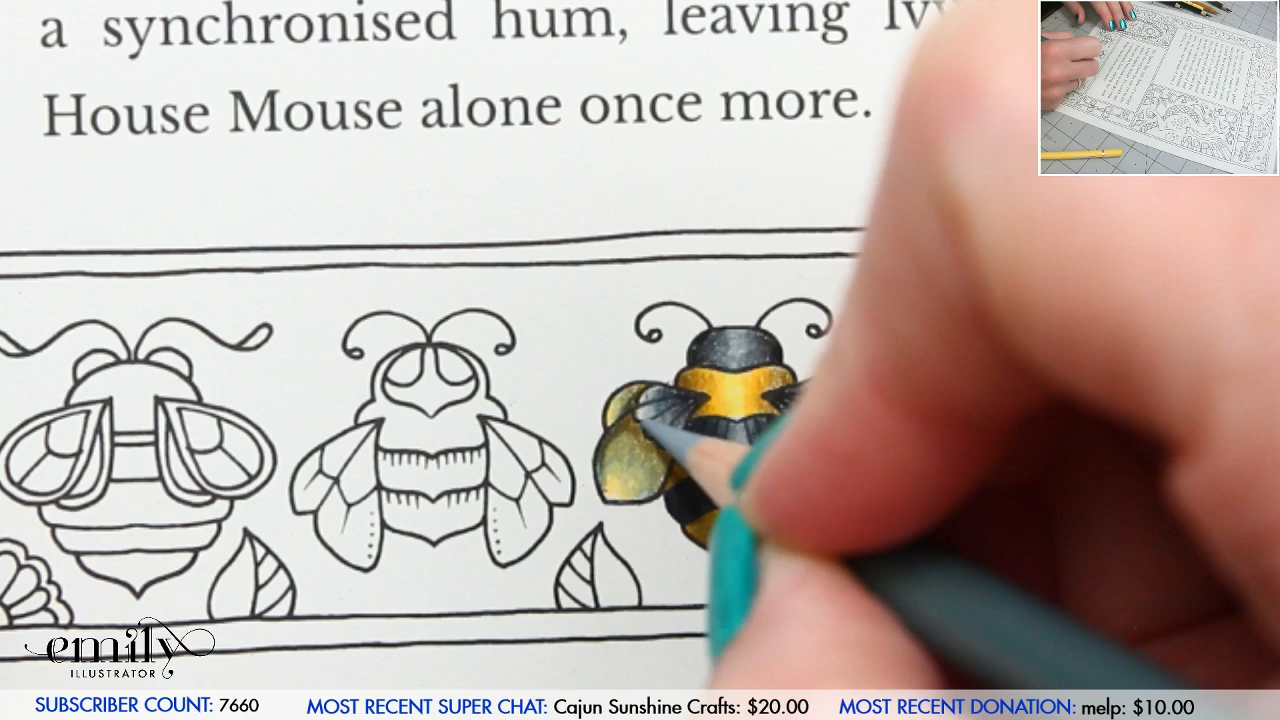 a synchronised hum, leaving Ivy
House Mouse alone once more.
emily
ILLUSTRATOR
SUBSCRIBER COUNT: 7660 MOST RECENT SUPER CHAT: Cajun Sunshine Crafts: $20.00 MOST RECENT DONATION: melp: $10.00